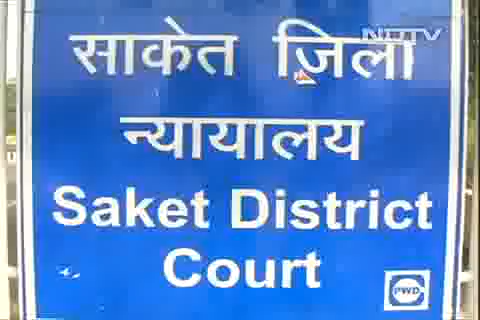 NDTV
साकेत ज़िला
न्यायालय
Saket District
Court
PWD